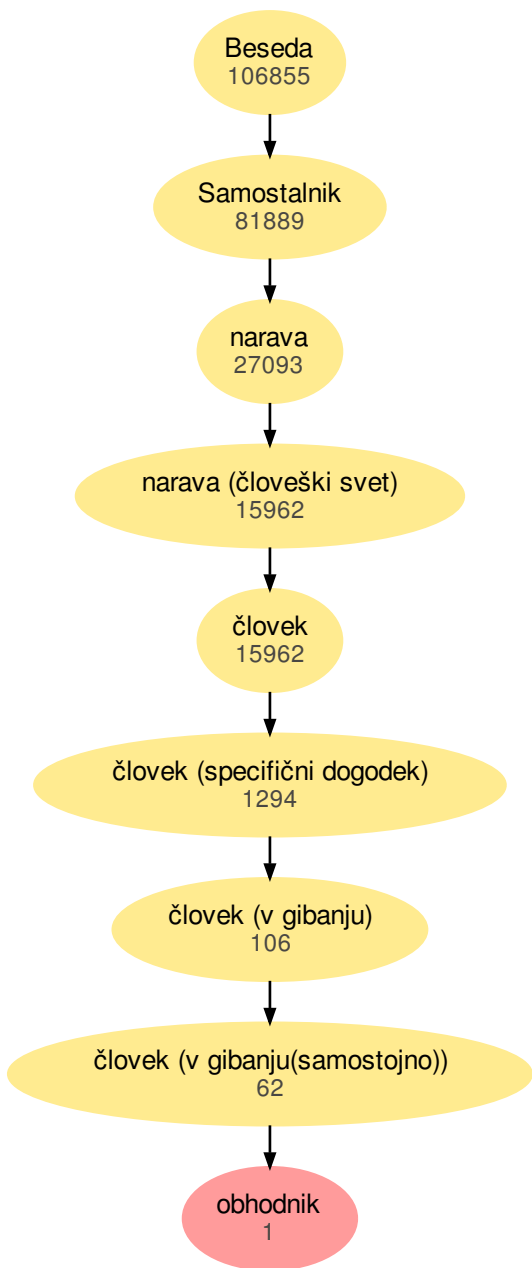 Beseda
106855
Samostalnik
81889
narava
27093
narava (človeški svet)
15962
človek
15962
človek (specifični dogodek)
1294
človek (v gibanju)
106
človek (v gibanju(samostojno))
62
obhodnik
1